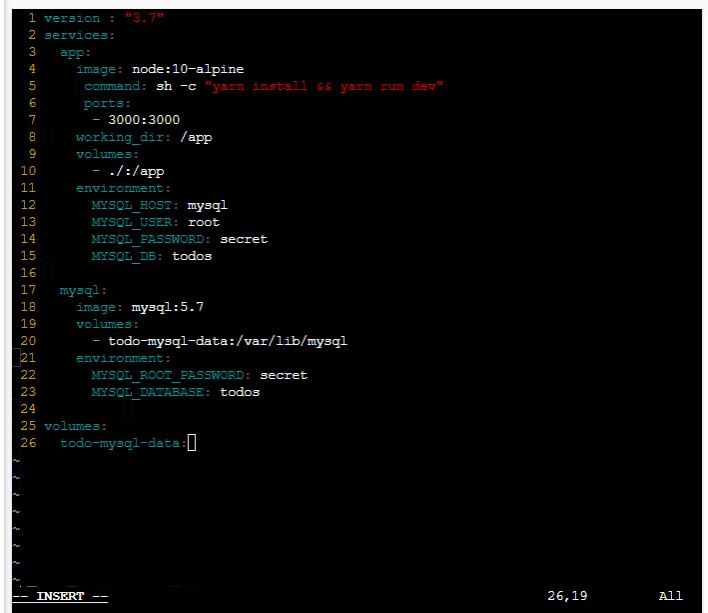 1 version : "3.7"
2 services:
3   app:
4     image: node:10-alpine
5      command: sh -c "yarn install && yarn run dev"
6      ports:
7       - 3000:3000
8     working_dir: /app
9     volumes:
10       - ./:/app
11     environment:
12       MYSQL_HOST: mysql
13       MYSQL_USER: root
14       MYSQL_PASSWORD: secret
15       MYSQL_DB: todos
16
17   mysql:
18     image: mysql:5.7
19     volumes:
20       - todo-mysql-data:/var/lib/mysql
21     environment:
22       MYSQL_ROOT_PASSWORD: secret
23       MYSQL_DATABASE: todos
24
25 volumes:
26   todo-mysql-data:
~
~
~
~
~
~
~
~
-- INSERT -- 26,19 All